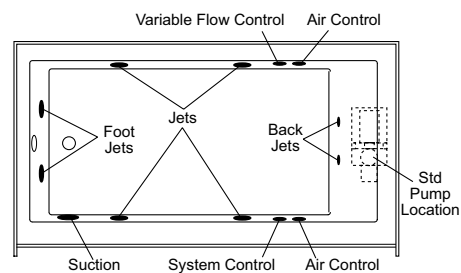 Variable Flow Control
Air Control
Foot
Jets
Jets
Back
Jets
Std
Pump
Location
Suction
System Control
Air Control